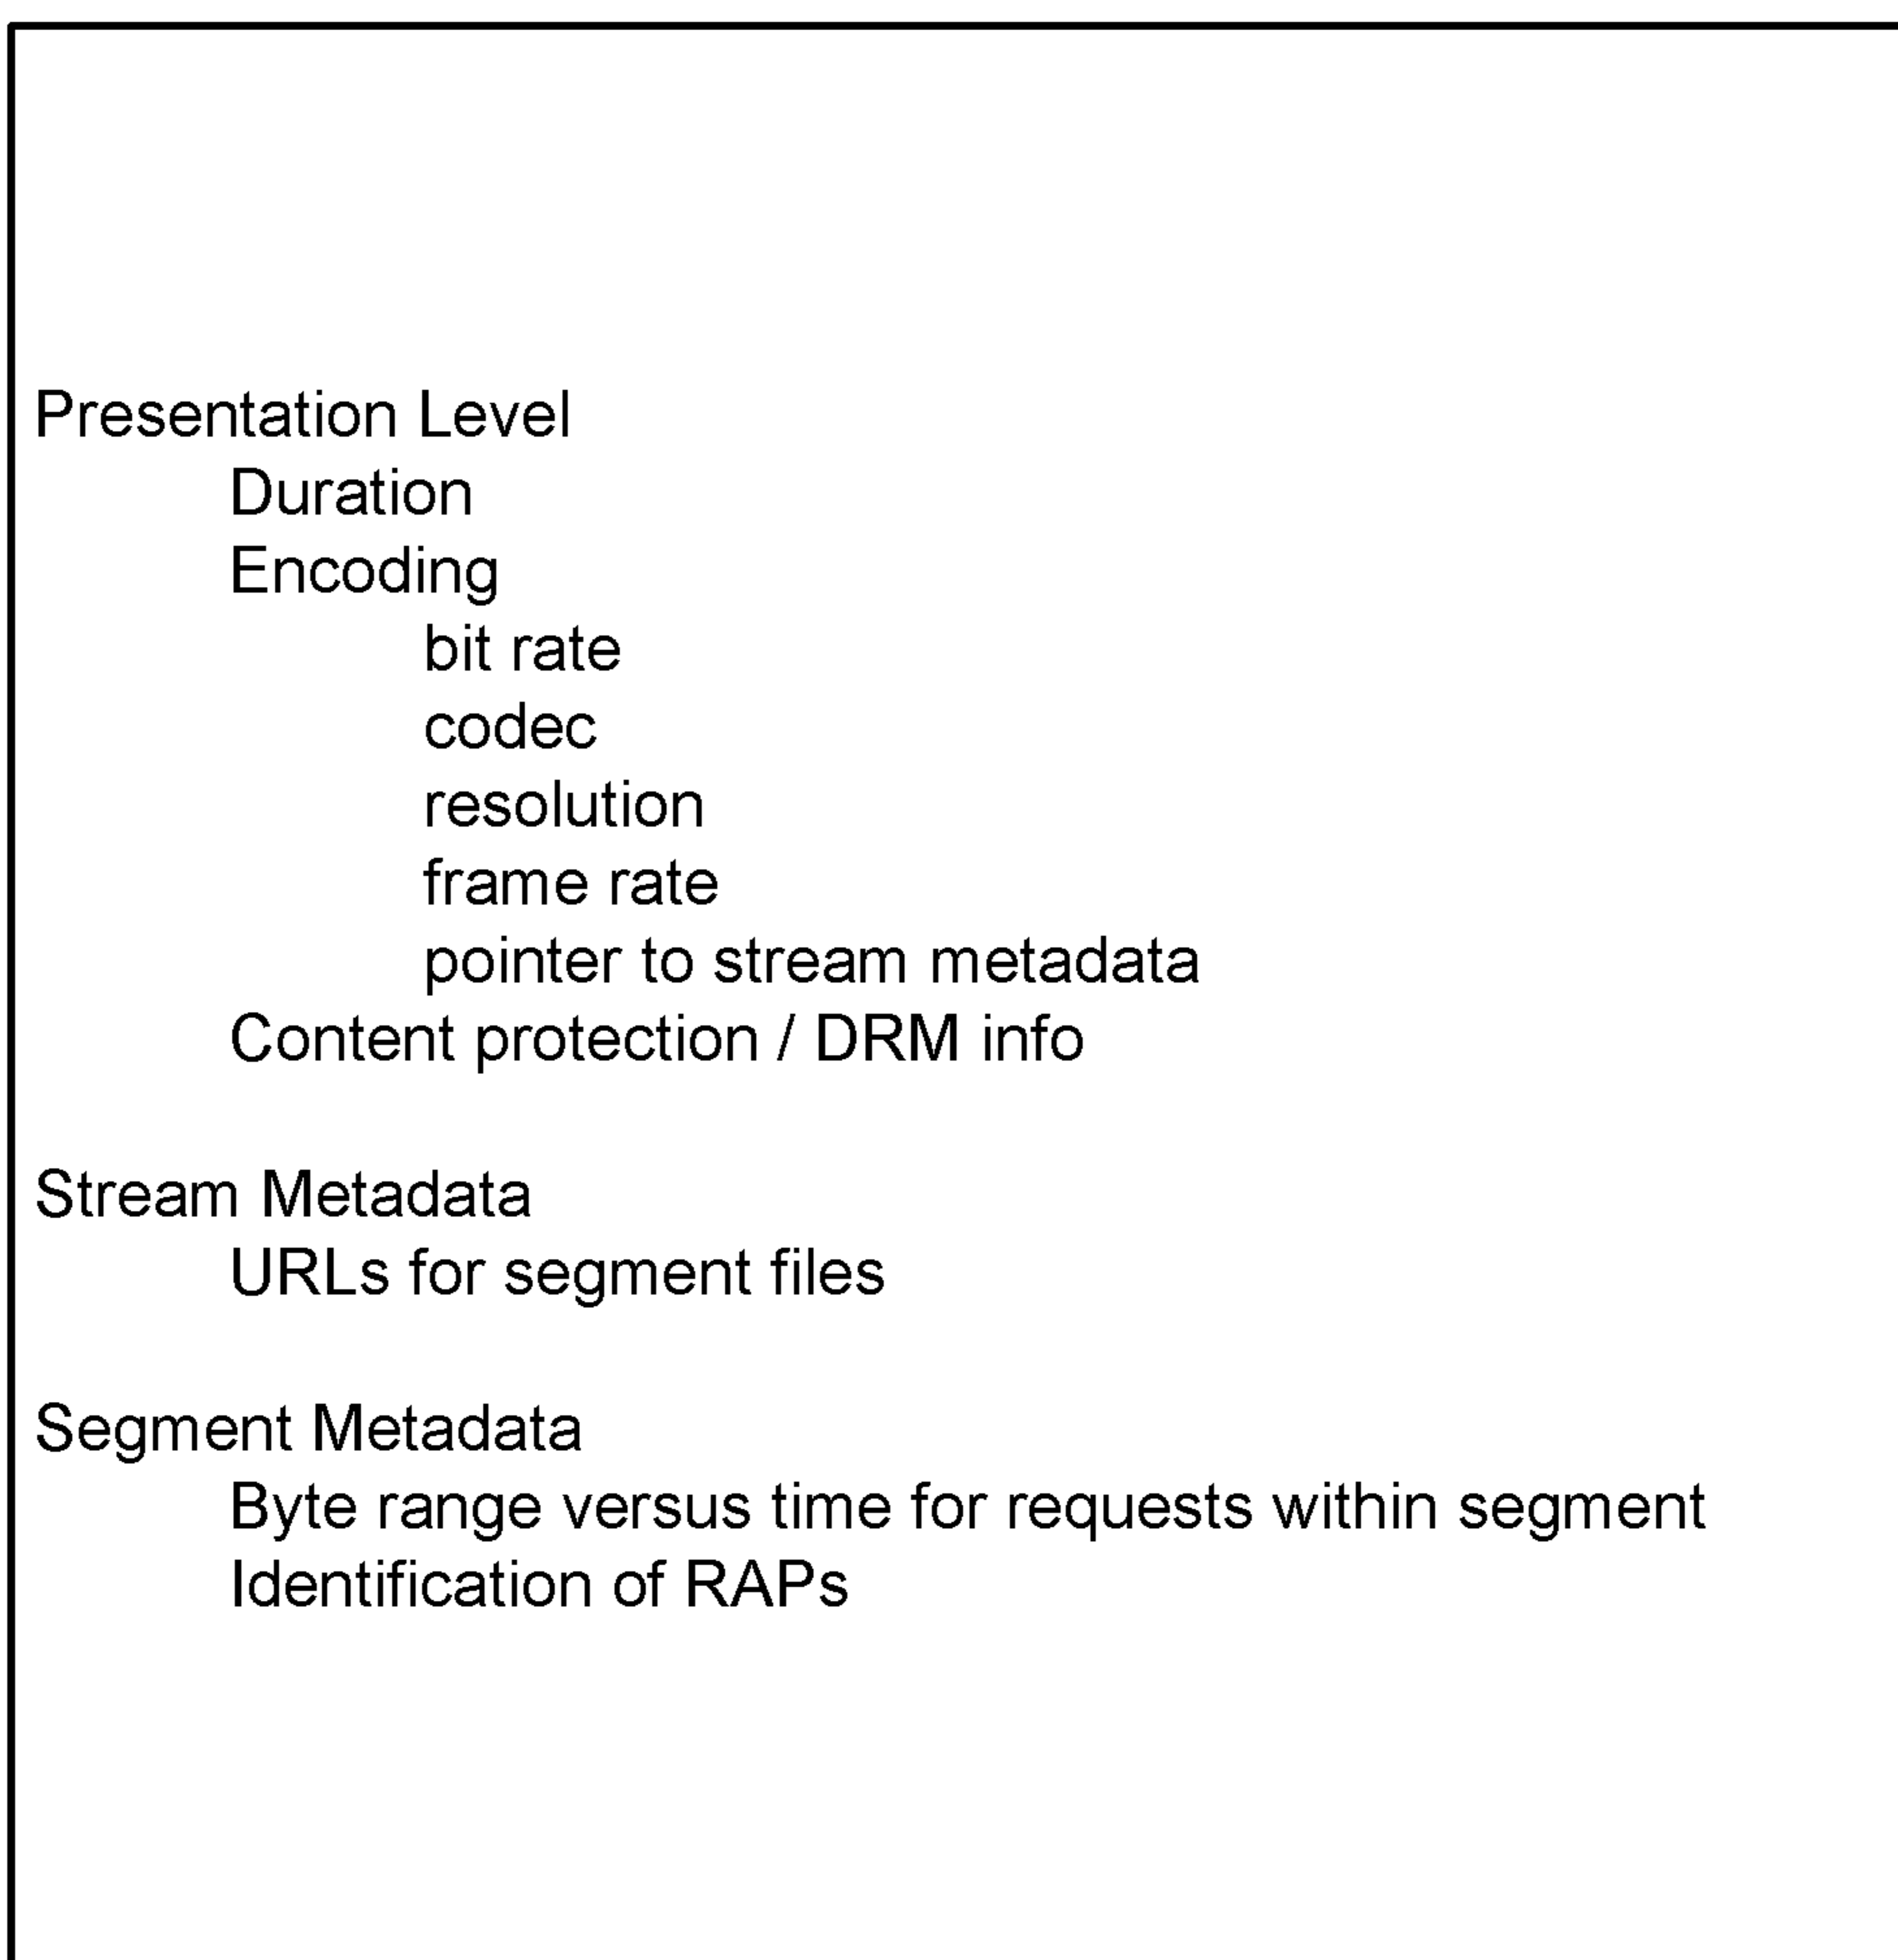 Presentation Level
Duration
Encoding
bit rate
codec
resolution
frame rate
pointer to stream metadata
Content protection / DRM info
Stream Metadata
URLs for segment files
Segment Metadata
Byte range versus time for requests within segment
Identification of RAPs